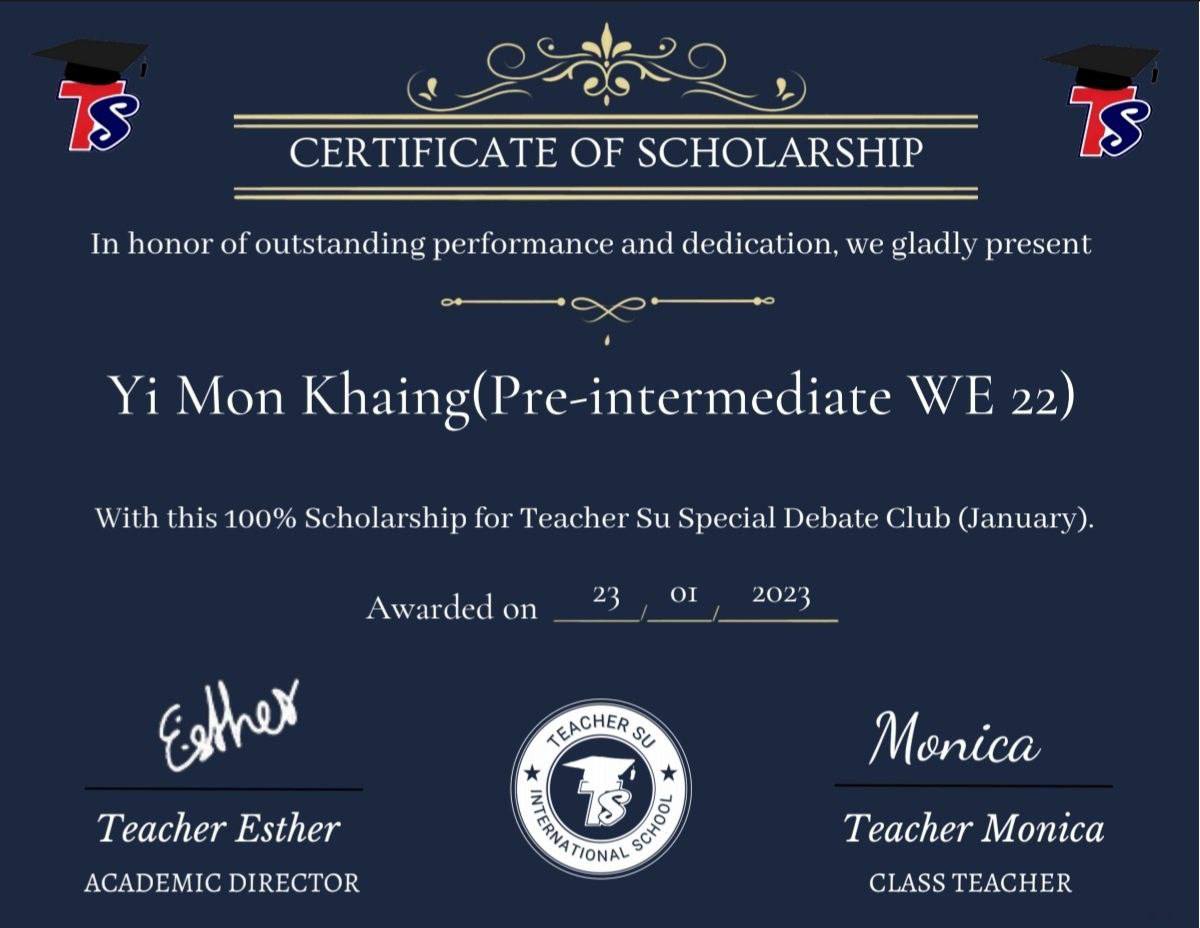 TS
TS
CERTIFICATE OF SCHOLARSHIP
In honor of outstanding performance and dedication, we gladly present
Yi Mon Khaing(Pre-intermediate WE 22)
With this 100% Scholarship for Teacher Su Special Debate Club (January).
Awarded on 23 / 01 / 2023
Esther
Monica
Teacher Esther
Teacher Monica
ACADEMIC DIRECTOR
CLASS TEACHER
TEACHER SU
TS
INTERNATIONAL SCHOOL